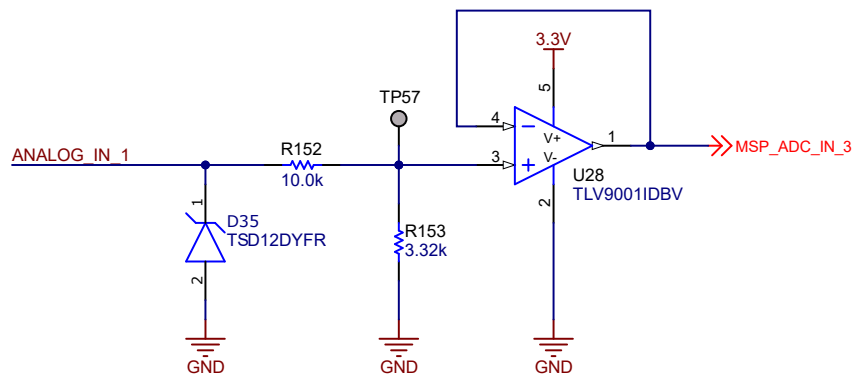 3.3V
TP57
5
4
1
V+
R152
ANALOG_IN_1
MSP_ADC_IN_3
3
V-
10.0k
U28
TLV9001IDBV
1
2
D35
TSD12DYFR
R153
3.32k
2
GND
GND
GND